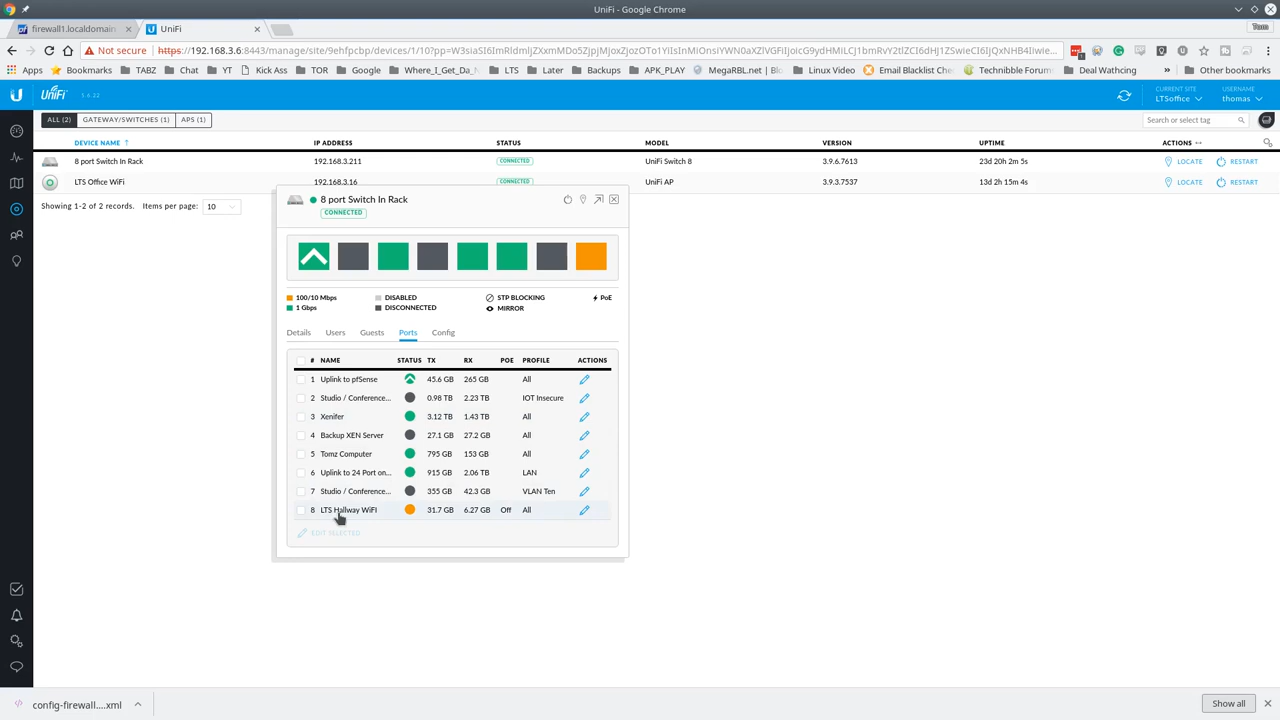 UniFi - Google Chrome
firewall1.localdomain
UniFi
Tom
Not secure
https://192.168.3.6:8443/manage/site/9ehfpcbp/devices/1/10?
Apps
Bookmarks
TABZ
Chat
YT
Kick Ass
TOR
Google
Where_I_Get_Da_
LTS
Later
Backups
APK_PLAY
MegaRBL.net | Blo
Linux Video
Email Blacklist Che
Technibble Forum
Deal Wathcing
»
Other bookmarks
U
UniFi
CURRENT SITE
LTSoffice
USERNAME
thomas
ALL (2)
GATEWAY/SWITCHES (1)
APS (1)
Search or select tag
DEVICE NAME ↑
IP ADDRESS
STATUS
MODEL
VERSION
UPTIME
ACTIONS
8 port Switch In Rack
192.168.3.211
CONNECTED
UniFi Switch 8
3.9.6.7613
23d 20h 2m 5s
LOCATE
RESTART
LTS Office WiFi
192.168.3.16
CONNECTED
UniFi AP
3.9.3.7537
13d 2h 15m 4s
LOCATE
RESTART
Showing 1-2 of 2 records.
Items per page:
10
8 port Switch In Rack
CONNECTED
100/10 Mbps
DISABLED
STP BLOCKING
PoE
1 Gbps
DISCONNECTED
MIRROR
Details
Users
Guests
Ports
Config
# NAME STATUS TX RX POE PROFILE ACTIONS
1 Uplink to pfSense 45.6 GB 265 GB All
2 Studio / Conference... 0.98 TB 2.23 TB IOT Insecure
3 Xenifer 3.12 TB 1.43 TB All
4 Backup XEN Server 27.1 GB 27.2 GB All
5 Tomz Computer 795 GB 153 GB All
6 Uplink to 24 Port on... 915 GB 2.06 TB LAN
7 Studio / Conference... 355 GB 42.3 GB VLAN Ten
8 LTS Hallway WiFI 31.7 GB 6.27 GB Off All
EDIT SELECTED
config-firewall....xml
Show all